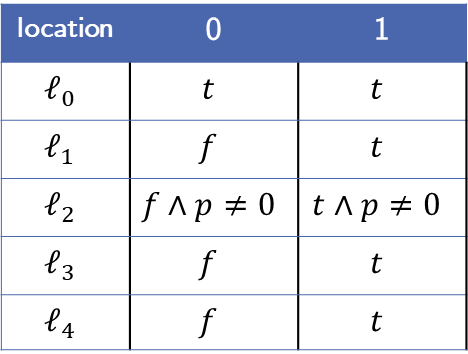 location 0 1
ℓ₀ t t
ℓ₁ f t
ℓ₂ f ∧ p ≠ 0 t ∧ p ≠ 0
ℓ₃ f t
ℓ₄ f t